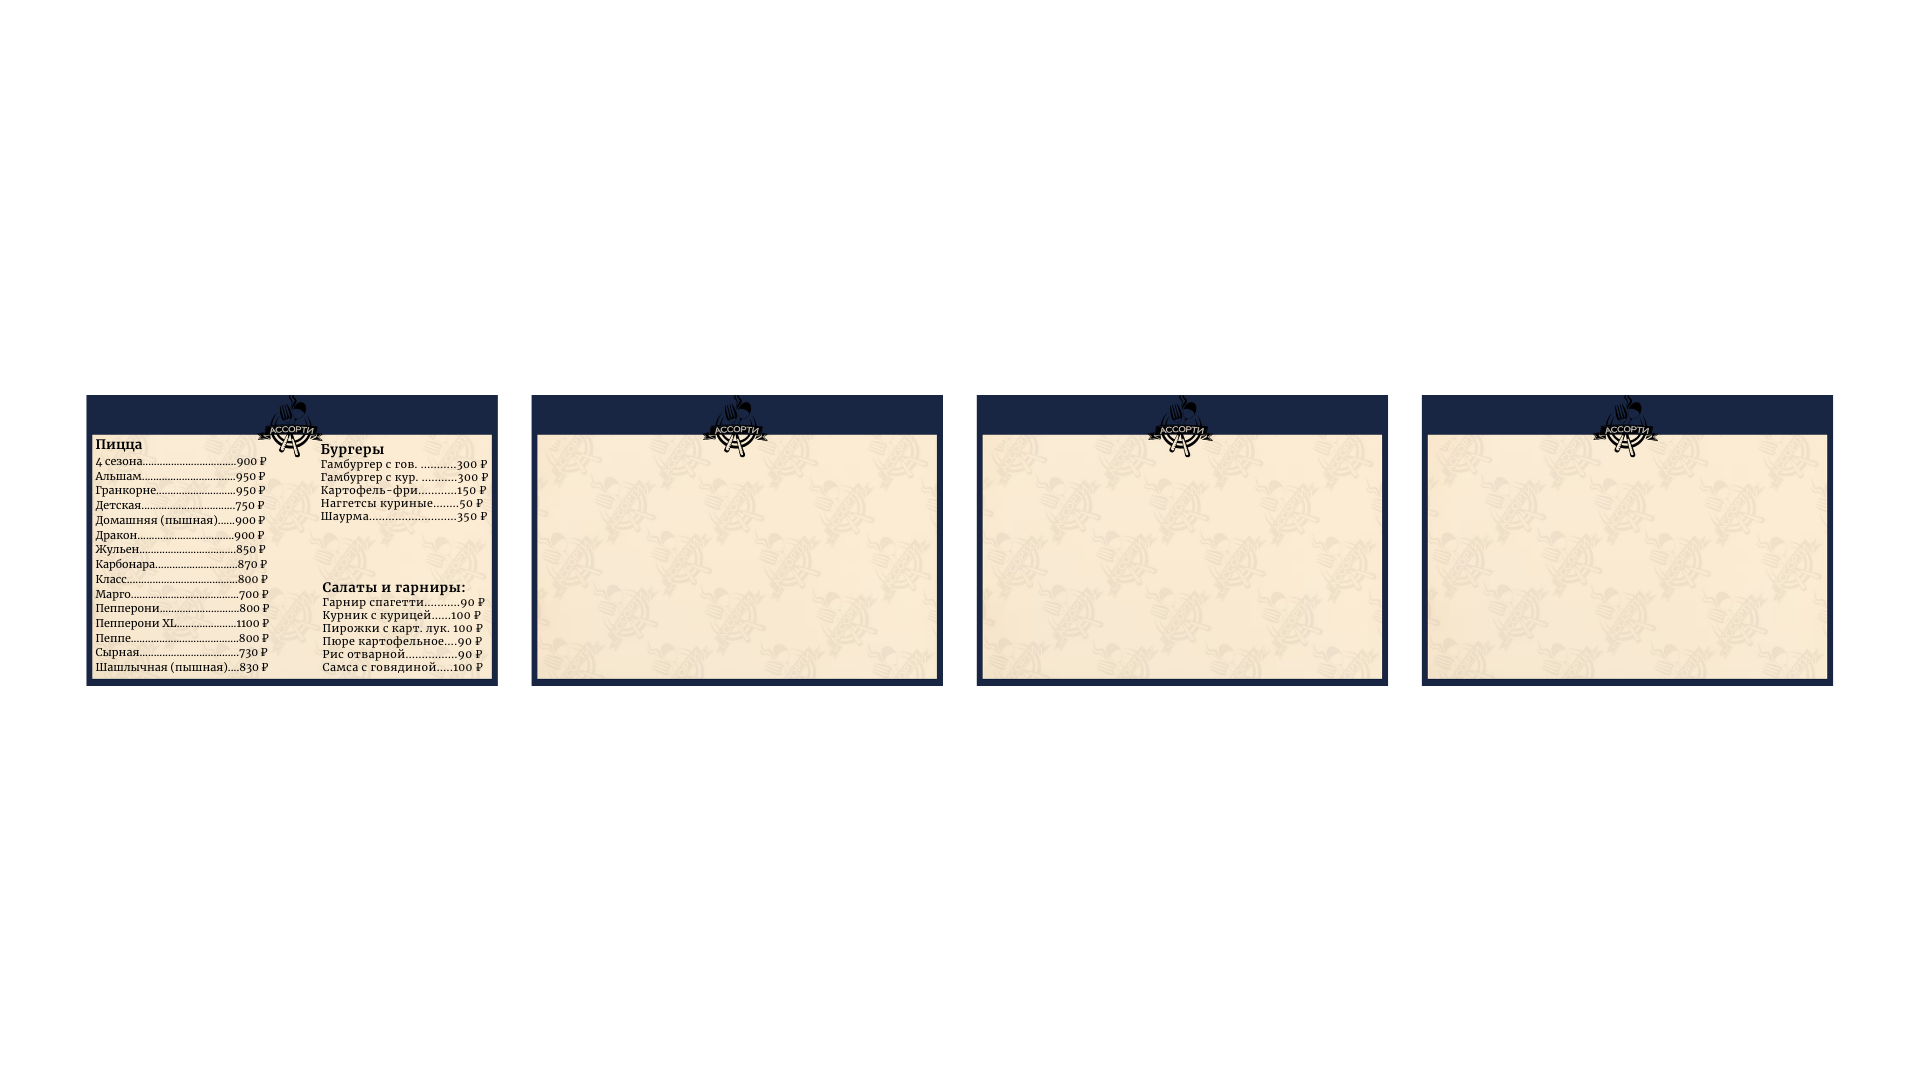 АССОРТИ
Пицца
4 сезона.................................900 ₽
Альшам.................................950 ₽
Гранкорне............................950 ₽
Детская.................................750 ₽
Домашняя (пышная)......900 ₽
Дракон..................................900 ₽
Жульен..................................850 ₽
Карбонара.............................870 ₽
Класс.......................................800 ₽
Марго......................................700 ₽
Пепперони............................800 ₽
Пепперони XL.....................1100 ₽
Пеппе......................................800 ₽
Сырная...................................730 ₽
Шашлычная (пышная)....830 ₽
Бургеры
Гамбургер с гов. ...........300 ₽
Гамбургер с кур. ...........300 ₽
Картофель-фри............150 ₽
Наггетсы куриные........50 ₽
Шаурма...........................350 ₽
Салаты и гарниры:
Гарнир спагетти...........90 ₽
Курник с курицей......100 ₽
Пирожки с карт. лук. 100 ₽
Пюре картофельное....90 ₽
Рис отварной................90 ₽
Самса с говядиной.....100 ₽
АССОРТИ
АССОРТИ
АССОРТИ